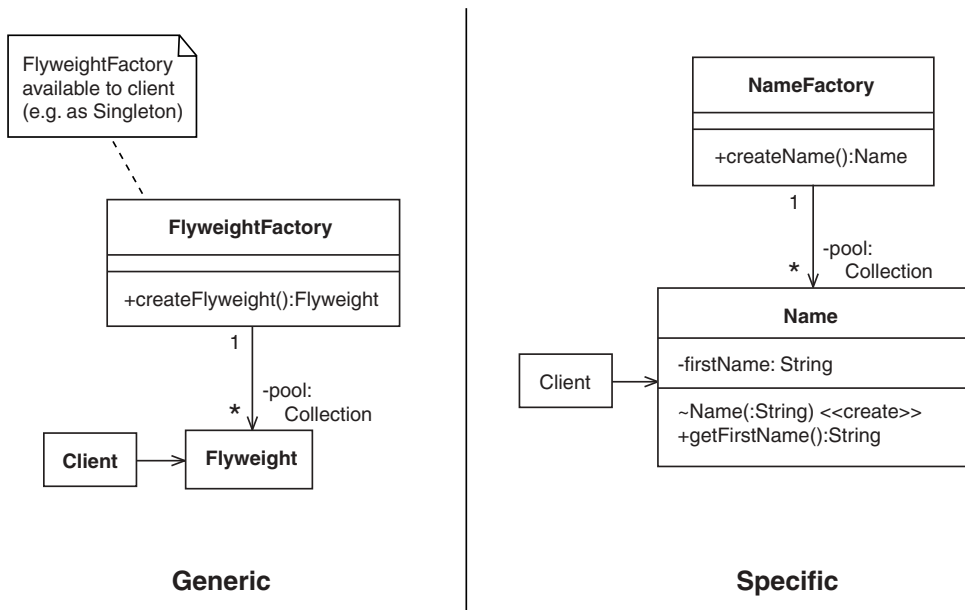 FlyweightFactory
available to client
(e.g. as Singleton)
FlyweightFactory
+createFlyweight():Flyweight
1
-pool:
Collection
*
Client
Flyweight
Generic
NameFactory
+createName():Name
1
-pool:
Collection
*
Name
-firstName: String
Client
~Name(:String) <<create>>
+getFirstName():String
Specific